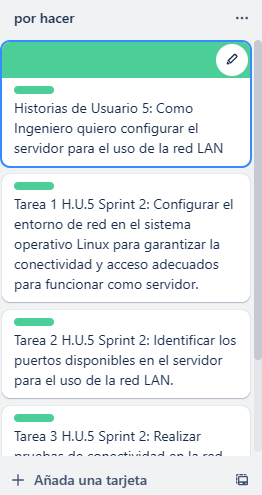 por hacer
Historias de Usuario 5: Como
Ingeniero quiero configurar el
servidor para el uso de la red LAN
Tarea 1 H.U.5 Sprint 2: Configurar el
entorno de red en el sistema
operativo Linux para garantizar la
conectividad y acceso adecuados
para funcionar como servidor.
Tarea 2 H.U.5 Sprint 2: Identificar los
puertos disponibles en el servidor
para el uso de la red LAN.
Tarea 3 H.U.5 Sprint 2: Realizar
pruebas de conectividad en la red
Añada una tarjeta